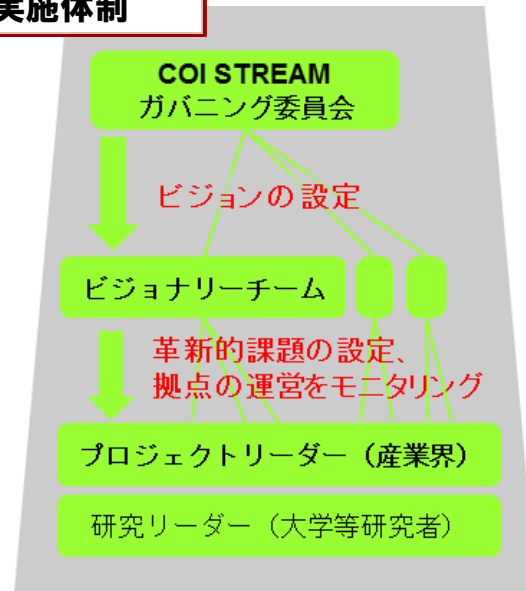 実施体制
COI STREAM
ガバニング委員会
ビジョンの設定
ビジョナリーチーム
革新的課題の設定、
拠点の運営をモニタリング
プロジェクトリーダー（産業界）
研究リーダー（大学等研究者）